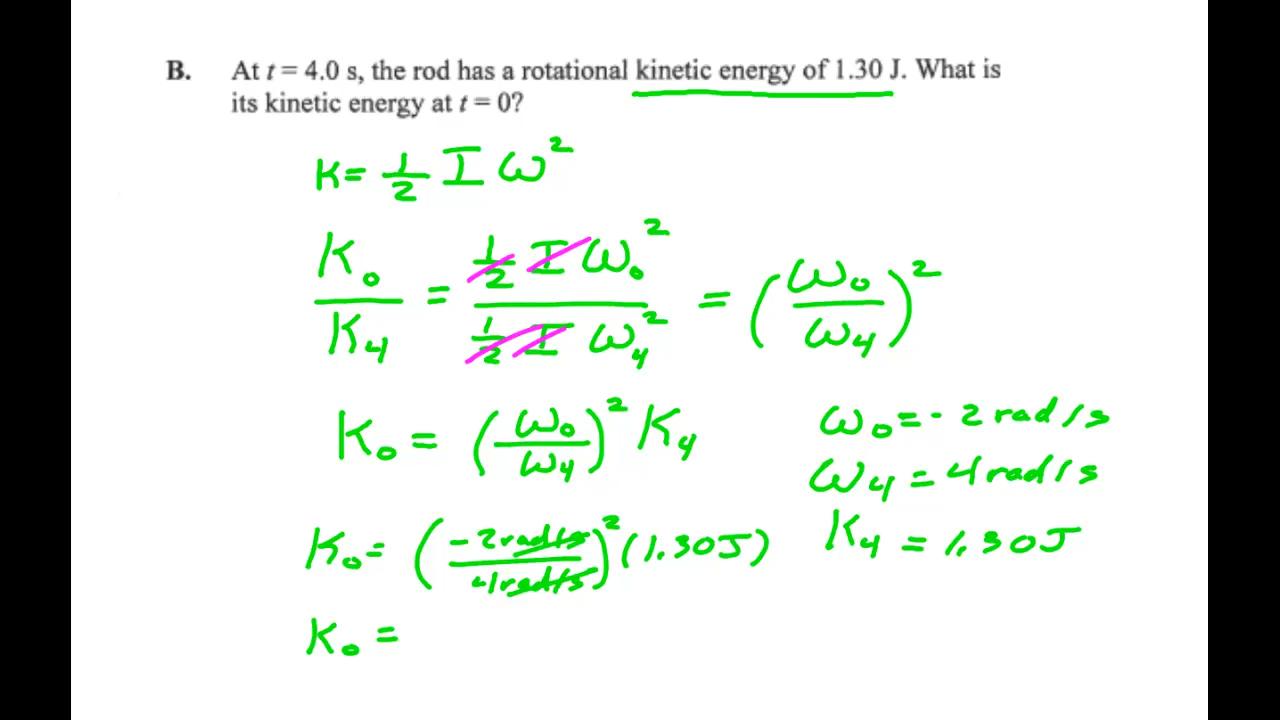 B. At t = 4.0 s, the rod has a rotational kinetic energy of 1.30 J. What is
its kinetic energy at t = 0?
K = 1/2 I ω²
K₀/K₄ = ½ I ω₀² / ½ I ω₄² = (ω₀/ω₄)²
K₀ = (ω₀/ω₄)² K₄
ω₀ = -2 rad/s
ω₄ = 4 rad/s
K₄ = 1.30J
K₀ = (-2 rad/s / 4 rad/s)² (1.30J)
K₀ =